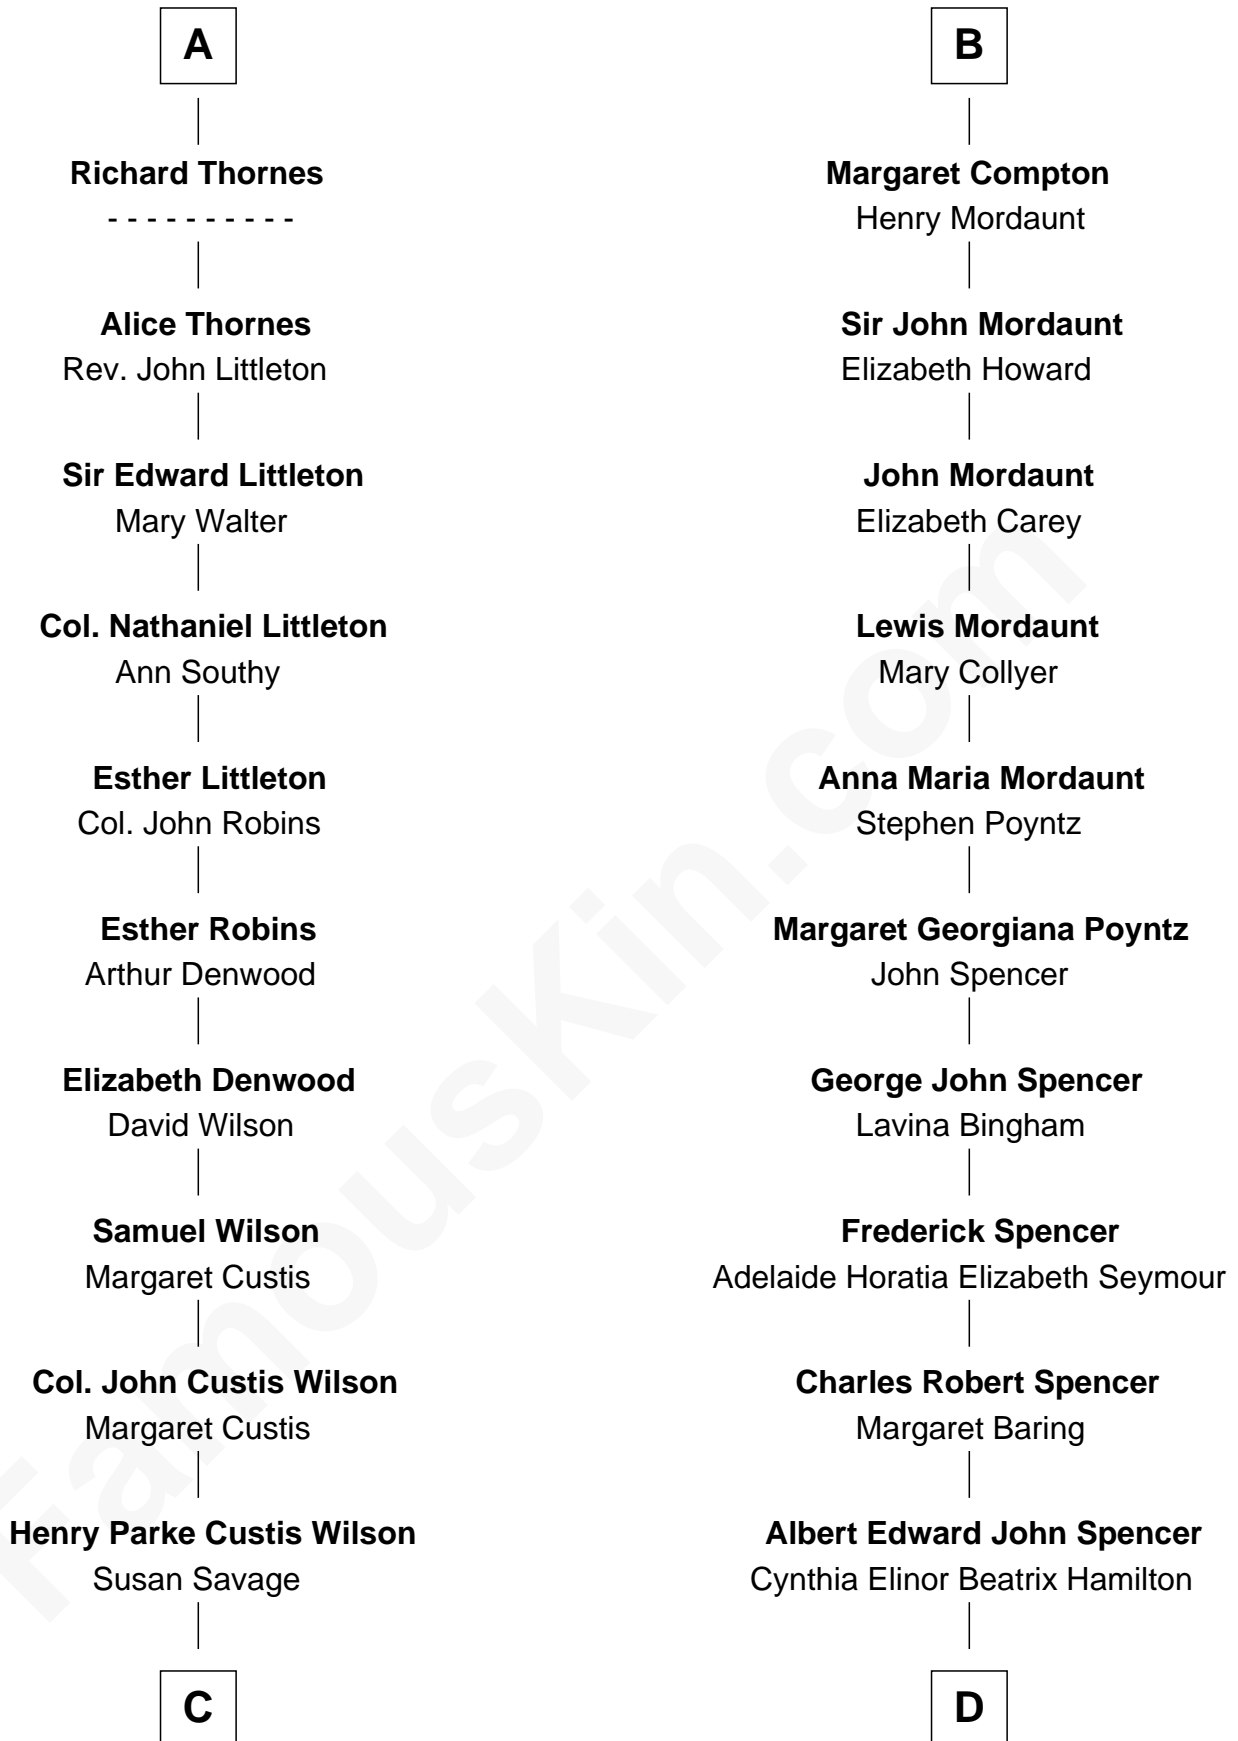 A
Richard Thornes
- - - - - - - - - -
Alice Thornes
Rev. John Littleton
Sir Edward Littleton
Mary Walter
Col. Nathaniel Littleton
Ann Southy
Esther Littleton
Col. John Robins
Esther Robins
Arthur Denwood
Elizabeth Denwood
David Wilson
Samuel Wilson
Margaret Custis
Col. John Custis Wilson
Margaret Custis
Henry Parke Custis Wilson
Susan Savage
C
B
Margaret Compton
Henry Mordaunt
Sir John Mordaunt
Elizabeth Howard
John Mordaunt
Elizabeth Carey
Lewis Mordaunt
Mary Collyer
Anna Maria Mordaunt
Stephen Poyntz
Margaret Georgiana Poyntz
John Spencer
George John Spencer
Lavina Bingham
Frederick Spencer
Adelaide Horatia Elizabeth Seymour
Charles Robert Spencer
Margaret Baring
Albert Edward John Spencer
Cynthia Elinor Beatrix Hamilton
D
FamousKin.com